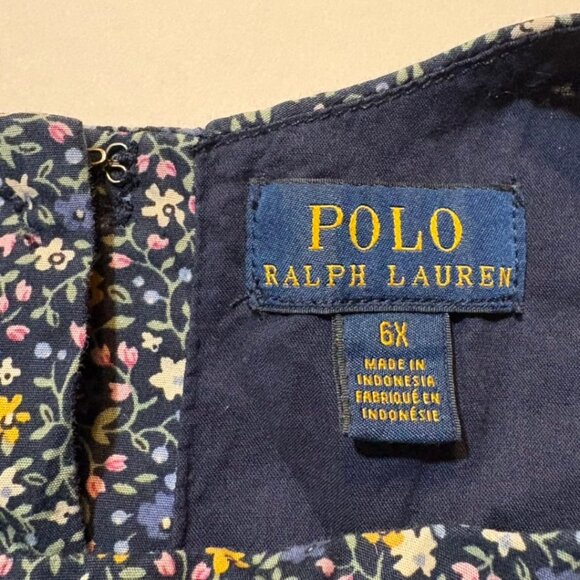 POLO
RALPH LAUREN
6X
MADE IN
INDONESIA
FABRIQUÉ EN
INDONÉSIE